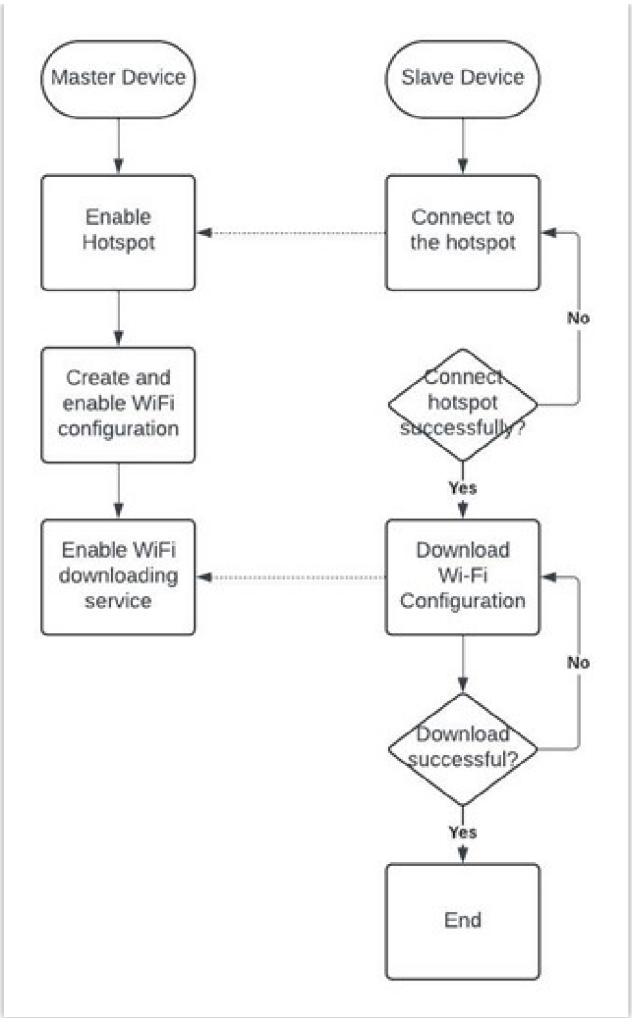 Master Device
Slave Device
Enable
Hotspot
Connect to
the hotspot
No
Create and
enable WiFi
configuration
Connect
hotspot
successfully?
Yes
Enable WiFi
downloading
service
Download
Wi-Fi
Configuration
No
Download
successful?
Yes
End